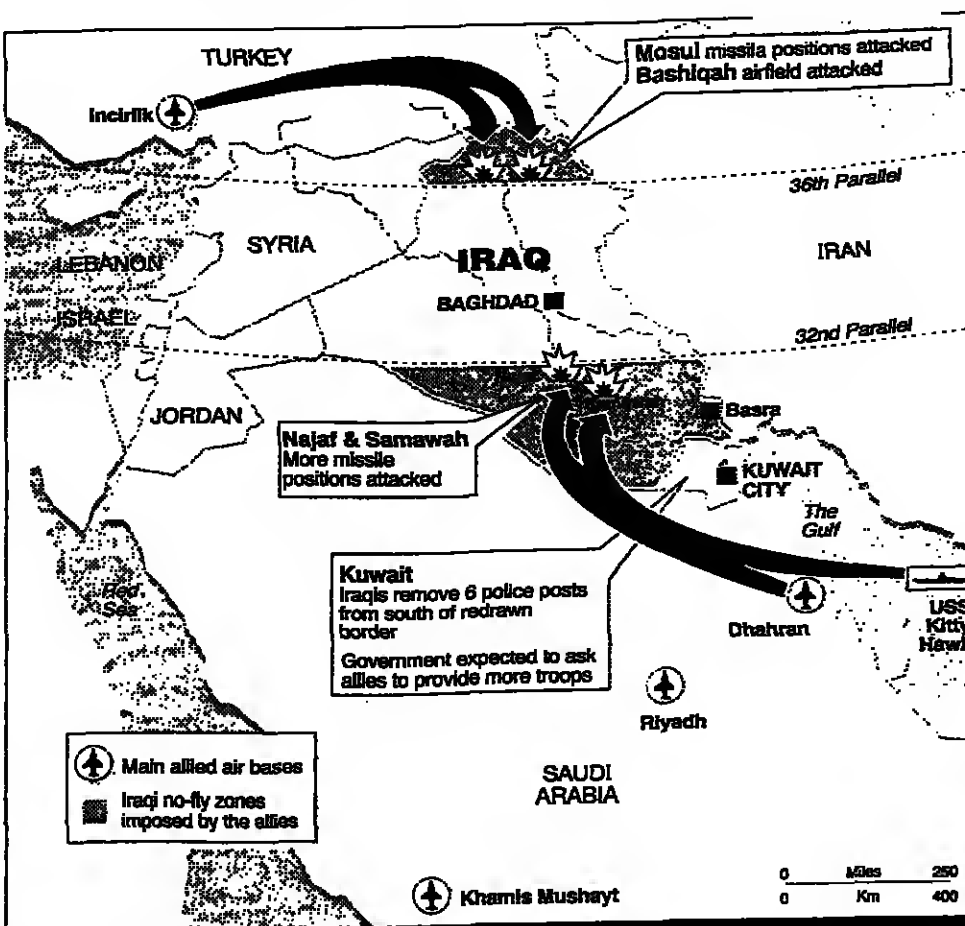 TURKEY
Mosul missila positions attacked
Bashiqah airfield attacked
Incirlik
36th Parallel
SYRIA
IRAQ
IRAN
LEBANON
BAGHDAD
ISRAEL
32nd Parallel
JORDAN
Basra
Najaf & Samawah
More missile
positions attacked
KUWAIT
CITY
The
Gulf
Kuwait
Iraqis remove 6 police posts
from south of redrawn
border
Government expected to ask
allies to provide more troops
Red
Sea
Dhahran
USS
Kitty
Hawk
Riyadh
Main allied air bases
Iraqi no-fly zones
imposed by the allies
SAUDI
ARABIA
Khamis Mushayt
0 Miles 250
0 Km 400